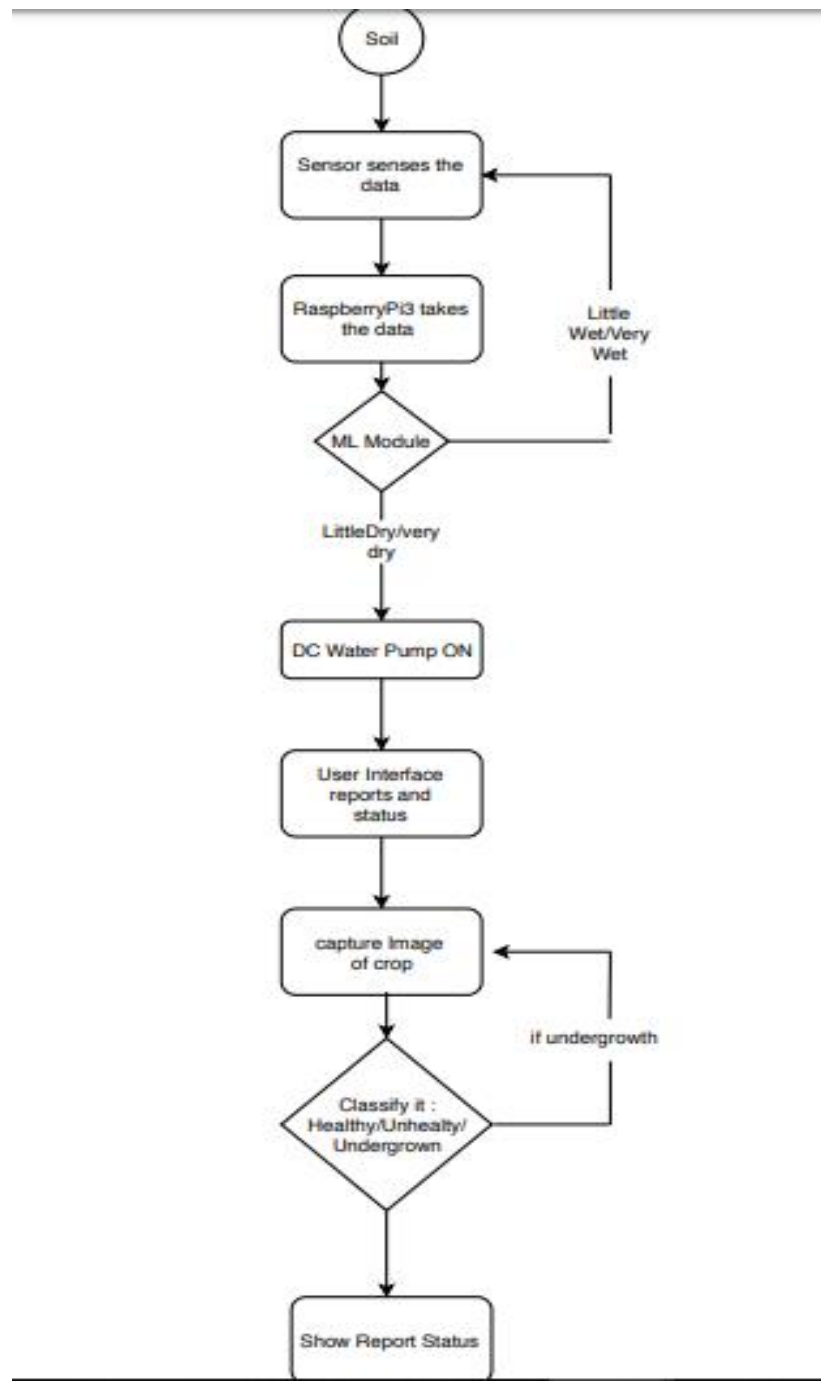 Soil
Sensor senses the
data
RaspberryPi3 takes
the data
Little
Wet/Very
Wet
ML Module
LittleDry/very
dry
DC Water Pump ON
User Interface
reports and
status
capture Image
of crop
if undergrowth
Classify it :
Healthy/Unhealty/
Undergrown
Show Report Status